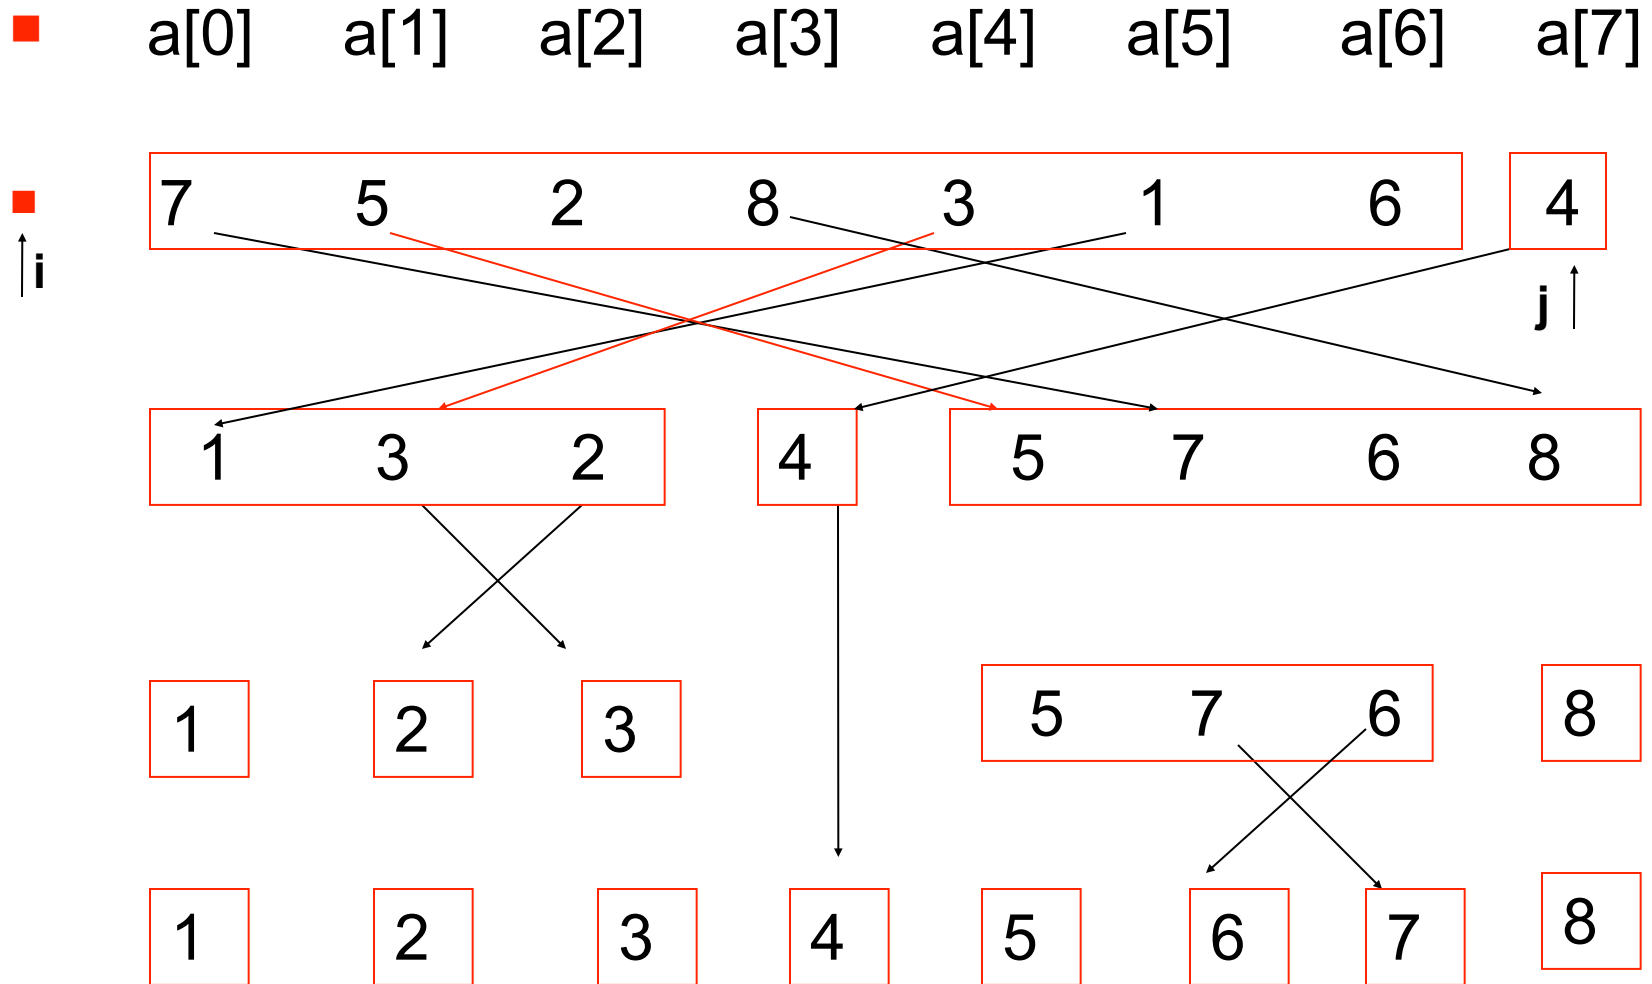 a[0] a[1] a[2] a[3] a[4] a[5] a[6] a[7]
7 5 2 8 3 1 6 4
i
j
1 3 2 4 5 7 6 8
1 2 3 5 7 6 8
1 2 3 4 5 6 7 8